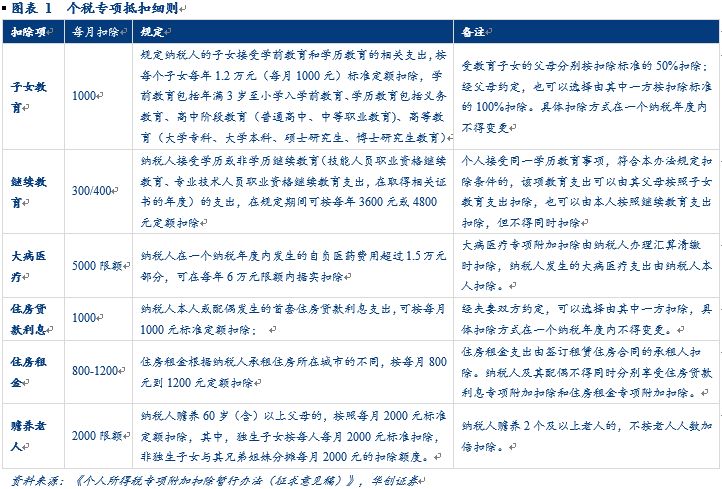 图表 1 个税专项抵扣细则
扣除项
每月扣除
规定
备注
子女教
育
1000
规定纳税人的子女接受学前教育和学历教育的相关支出，按
每个子女每年 1.2 万元（每月 1000 元）标准定额扣除，学
前教育包括年满 3 岁至小学入学前教育、学历教育包括义务
教育、高中阶段教育（普通高中、中等职业教育）、高等教
育（大学专科、大学本科、硕士研究生、博士研究生教育）
受教育子女的父母分别按扣除标准的 50%扣除；
经父母约定，也可以选择由其中一方按扣除标准
的 100%扣除。具体扣除方式在一个纳税年度内
不得变更
继续教
育
300/400
纳税人接受学历或非学历继续教育（技能人员职业资格继续
教育、专业技术人员职业资格继续教育支出，在取得相关证
书的年度）的支出，在规定期间可按每年 3600 元或 4800
元定额扣除
个人接受同一学历教育事项，符合本办法规定扣
除条件的，该项教育支出可以由其父母按照子女
教育支出扣除，也可以由本人按照继续教育支出
扣除，但不得同时扣除
大病医
疗
5000 限额
纳税人在一个纳税年度内发生的自负医药费用超过 1.5 万元
部分，可在每年 6 万元限额内据实扣除
大病医疗专项附加扣除由纳税人办理汇算清缴
时扣除，纳税人发生的大病医疗支出由纳税人本
人扣除。
住房贷
款利息
1000
纳税人本人或配偶发生的首套住房贷款利息支出，可按每月
1000 元标准定额扣除；
经夫妻双方约定，可以选择由其中一方扣除，具
体扣除方式在一个纳税年度内不得变更。
住房租
金
800-1200
住房租金根据纳税人承租住房所在城市的不同，按每月 800
元到 1200 元定额扣除
住房租金支出由签订租赁住房合同的承租人扣
除。纳税人及其配偶不得同时分别享受住房贷款
利息专项附加扣除和住房租金专项附加扣除。
赡养老
人
2000 限额
纳税人赡养 60 岁（含）以上父母的，按照每月 2000 元标准
定额扣除，其中，独生子女按每人每月 2000 元标准扣除，
非独生子女与其兄弟姐妹分摊每月 2000 元的扣除额度。
纳税人赡养 2 个及以上老人的，不按老人人数加
倍扣除。
资料来源：《个人所得税专项附加扣除暂行办法（征求意见稿）》，华创证券